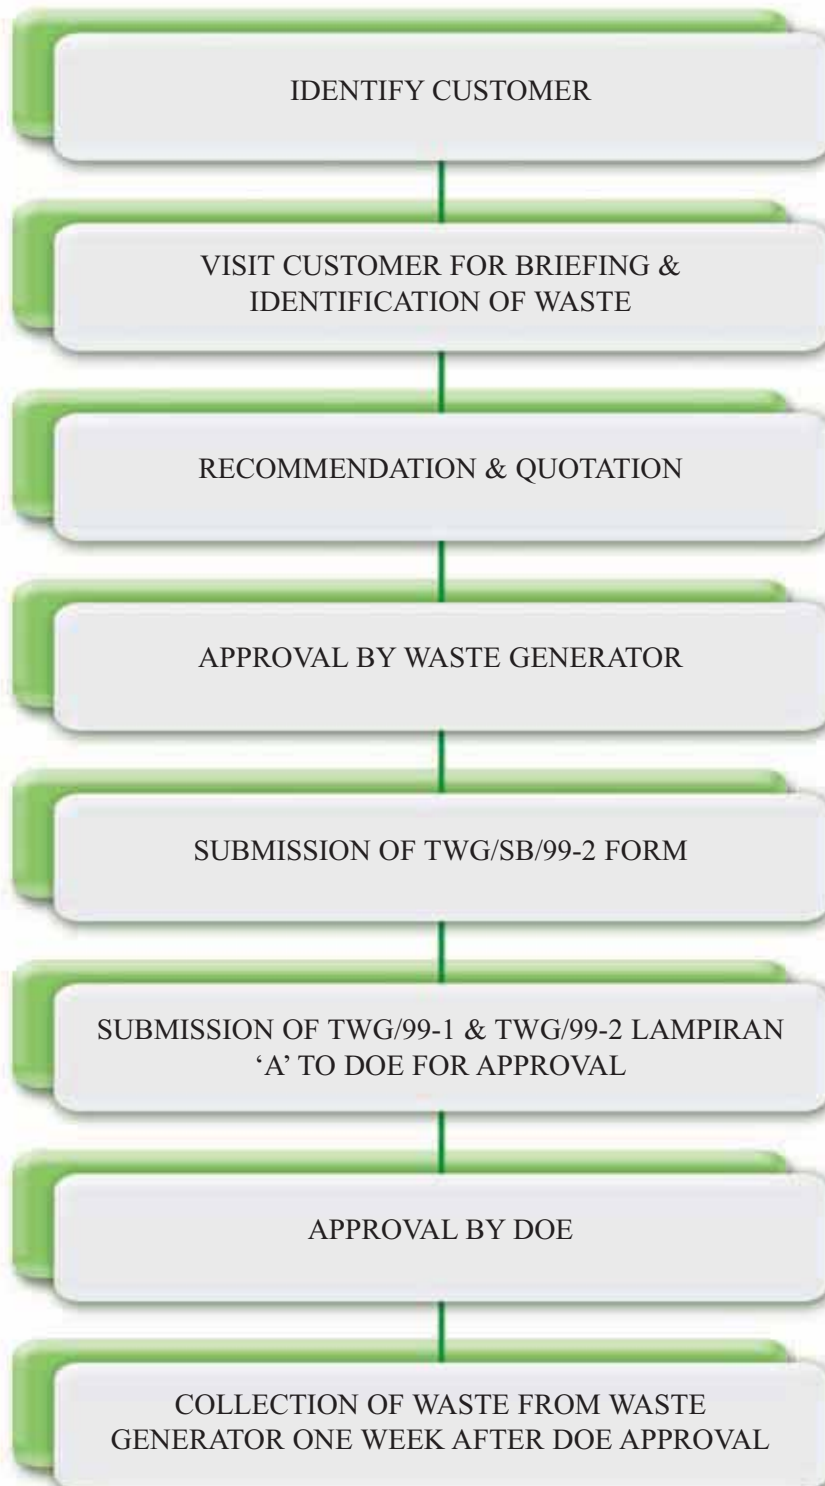 IDENTIFY CUSTOMER
VISIT CUSTOMER FOR BRIEFING &
IDENTIFICATION OF WASTE
RECOMMENDATION & QUOTATION
APPROVAL BY WASTE GENERATOR
SUBMISSION OF TWG/SB/99-2 FORM
SUBMISSION OF TWG/99-1 & TWG/99-2 LAMPIRAN
‘A’ TO DOE FOR APPROVAL
APPROVAL BY DOE
COLLECTION OF WASTE FROM WASTE
GENERATOR ONE WEEK AFTER DOE APPROVAL